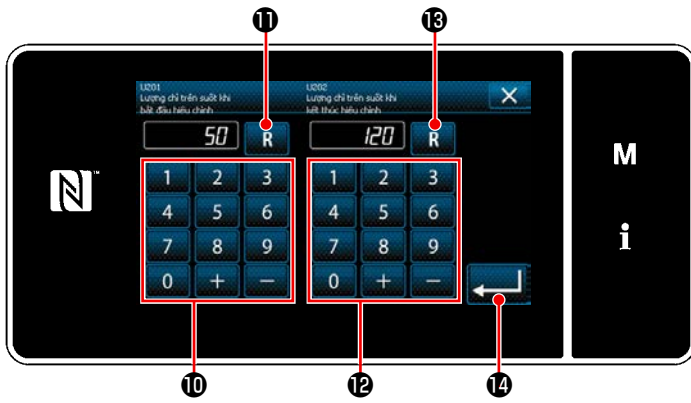 ⓫ ⓭
U201
Lượng chỉ trên suốt khi
bắt đầu hiệu chỉnh
U202
Lượng chỉ trên suốt khi
kết thúc hiệu chỉnh
50 R
120 R
1 2 3
4 5 6
7 8 9
0 + −
1 2 3
4 5 6
7 8 9
0 + −
N™
M
i
❿ ⓬ ⓮